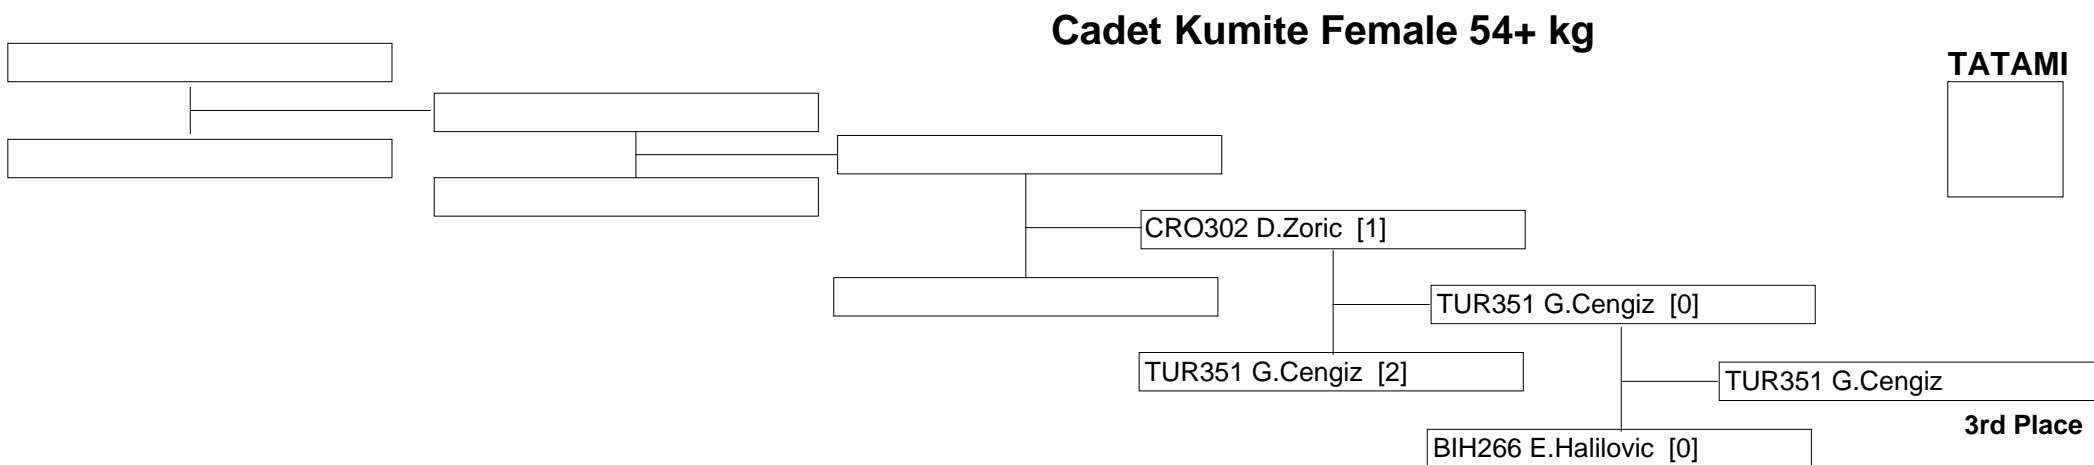 Cadet Kumite Female 54+ kg
TATAMI
CRO302 D.Zoric [1]
TUR351 G.Cengiz [0]
TUR351 G.Cengiz [2]
TUR351 G.Cengiz
3rd Place
BIH266 E.Halilovic [0]